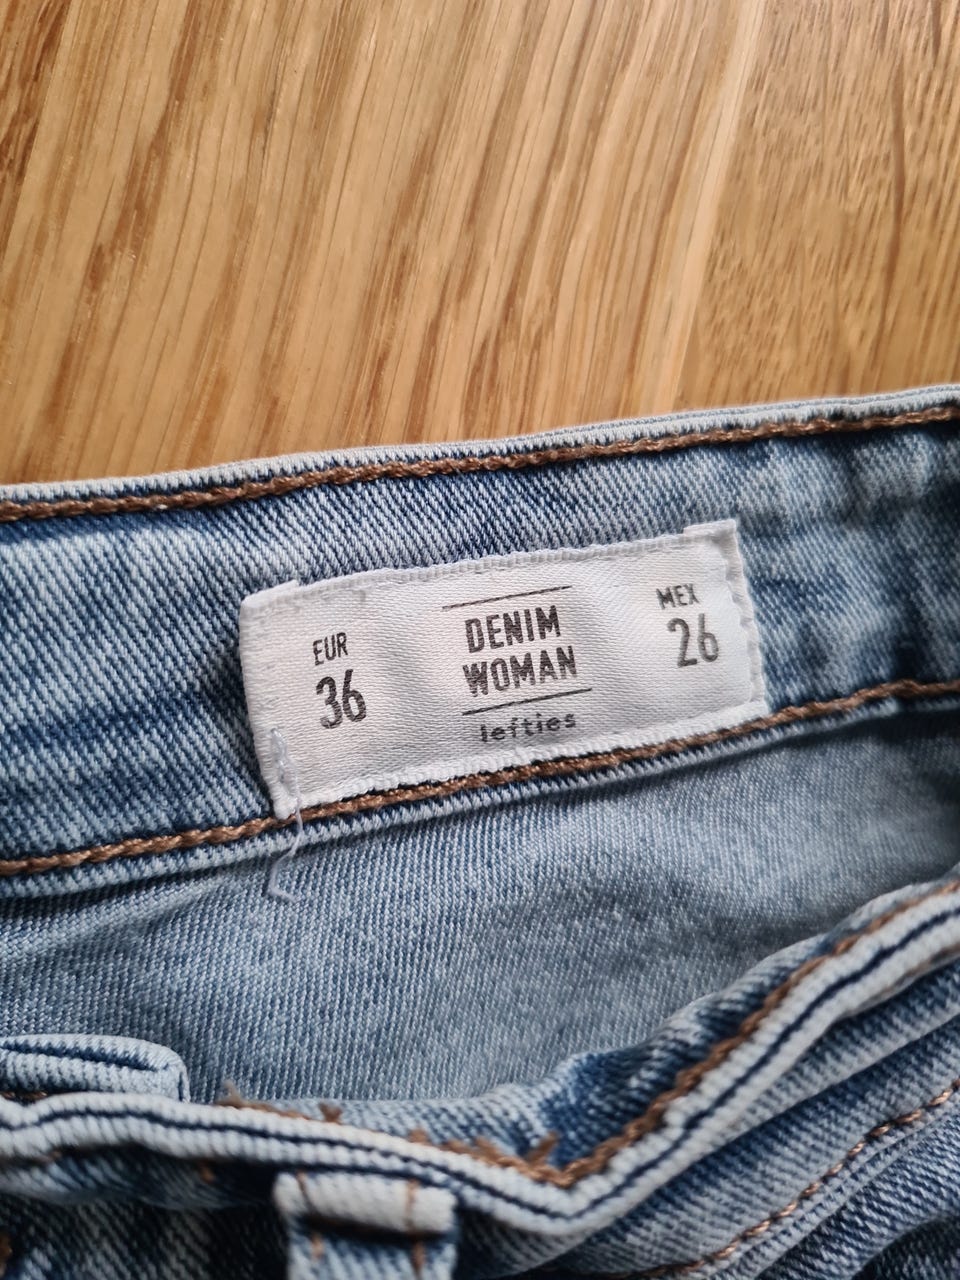 EUR
36
DENIM
WOMAN
lefties
MEX
26